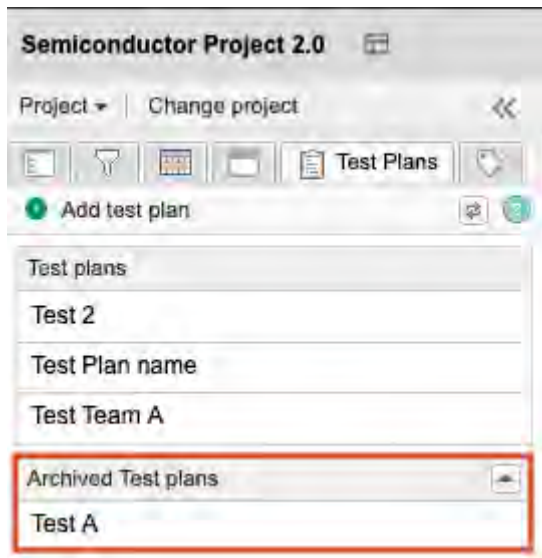 Semiconductor Project 2.0
Project Change project
Test Plans
Add test plan
Test plans
Test 2
Test Plan name
Test Team A
Archived Test plans
Test A